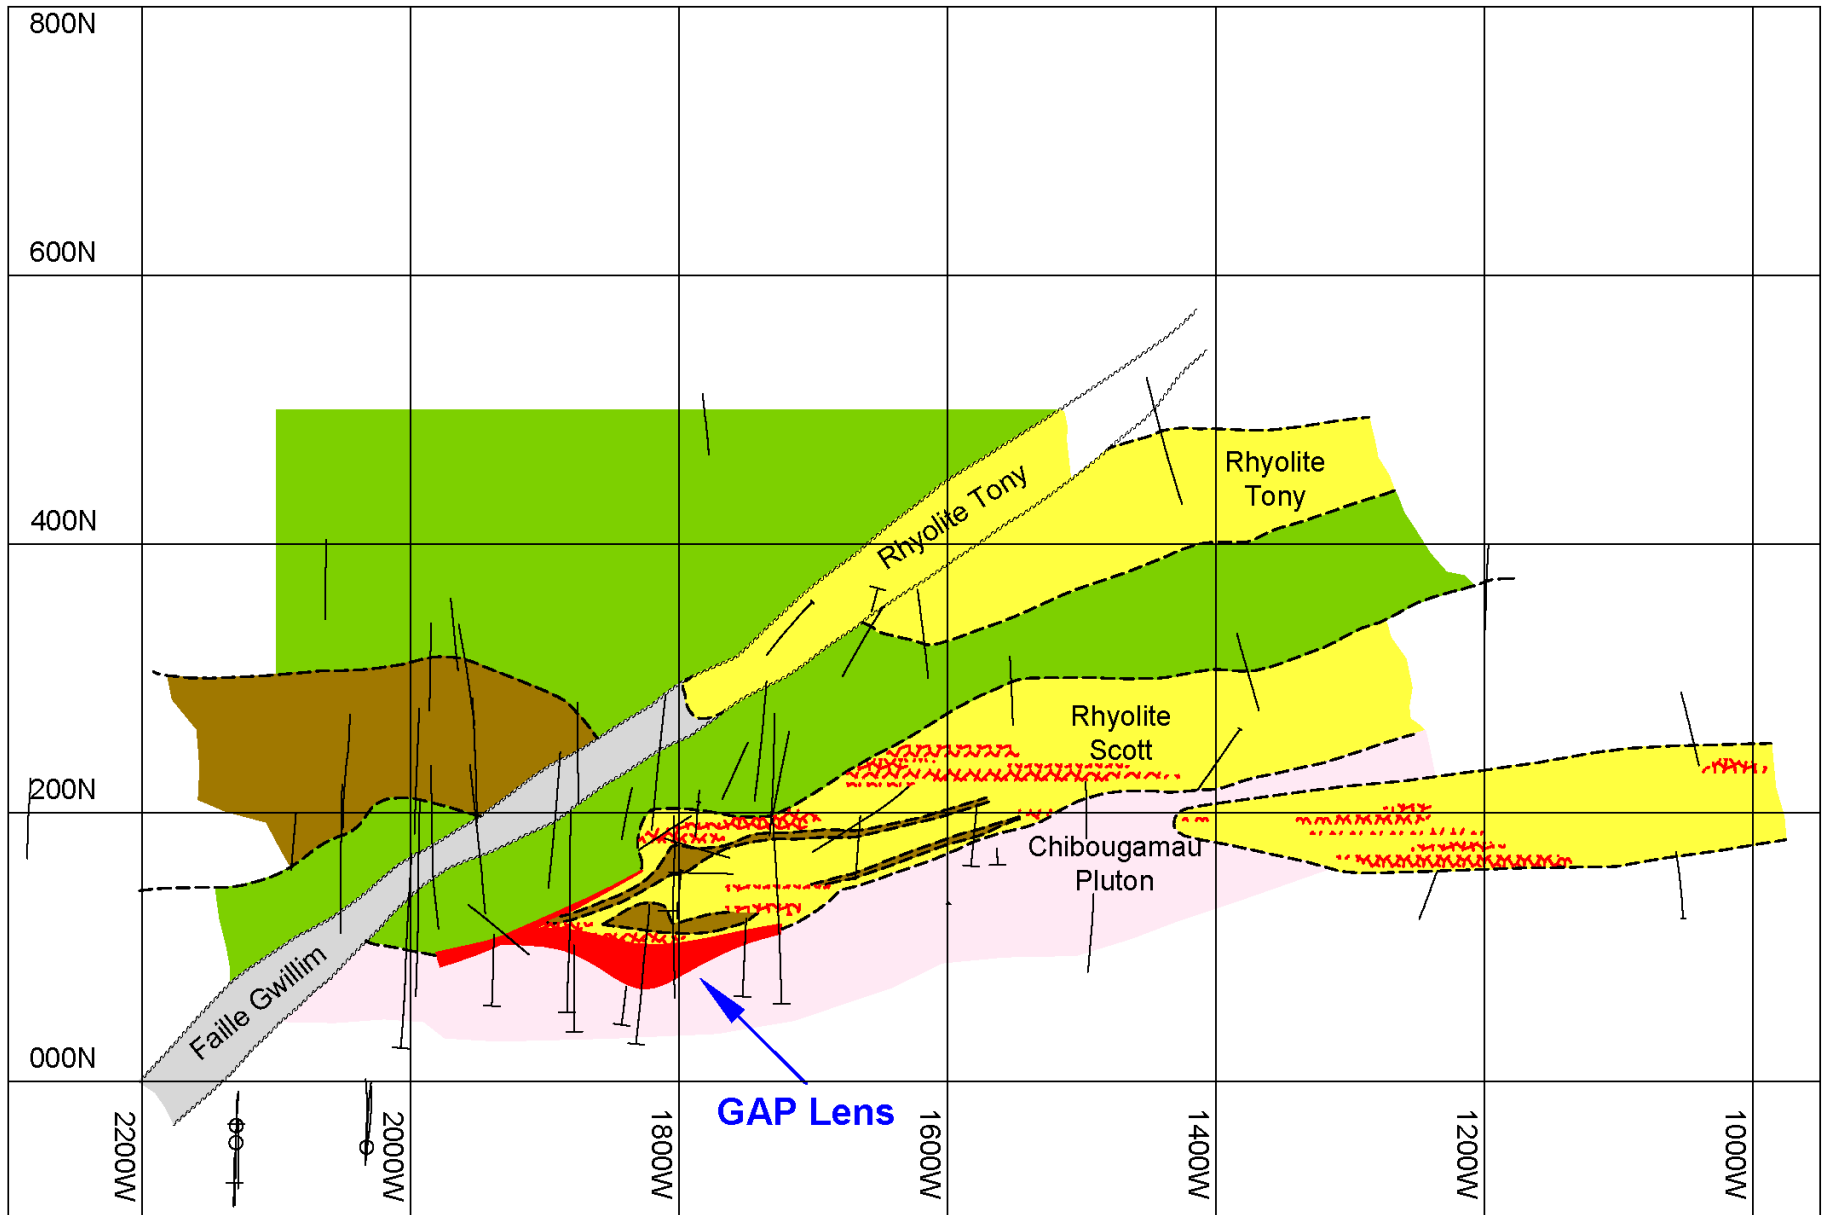 800N
600N
400N
200N
000N
Rhyolite Tony
Rhyolite
Tony
Rhyolite
Scott
Chibougamau
Pluton
Faille Gwillim
GAP Lens
2200W
2000W
1800W
1600W
1400W
1200W
1000W